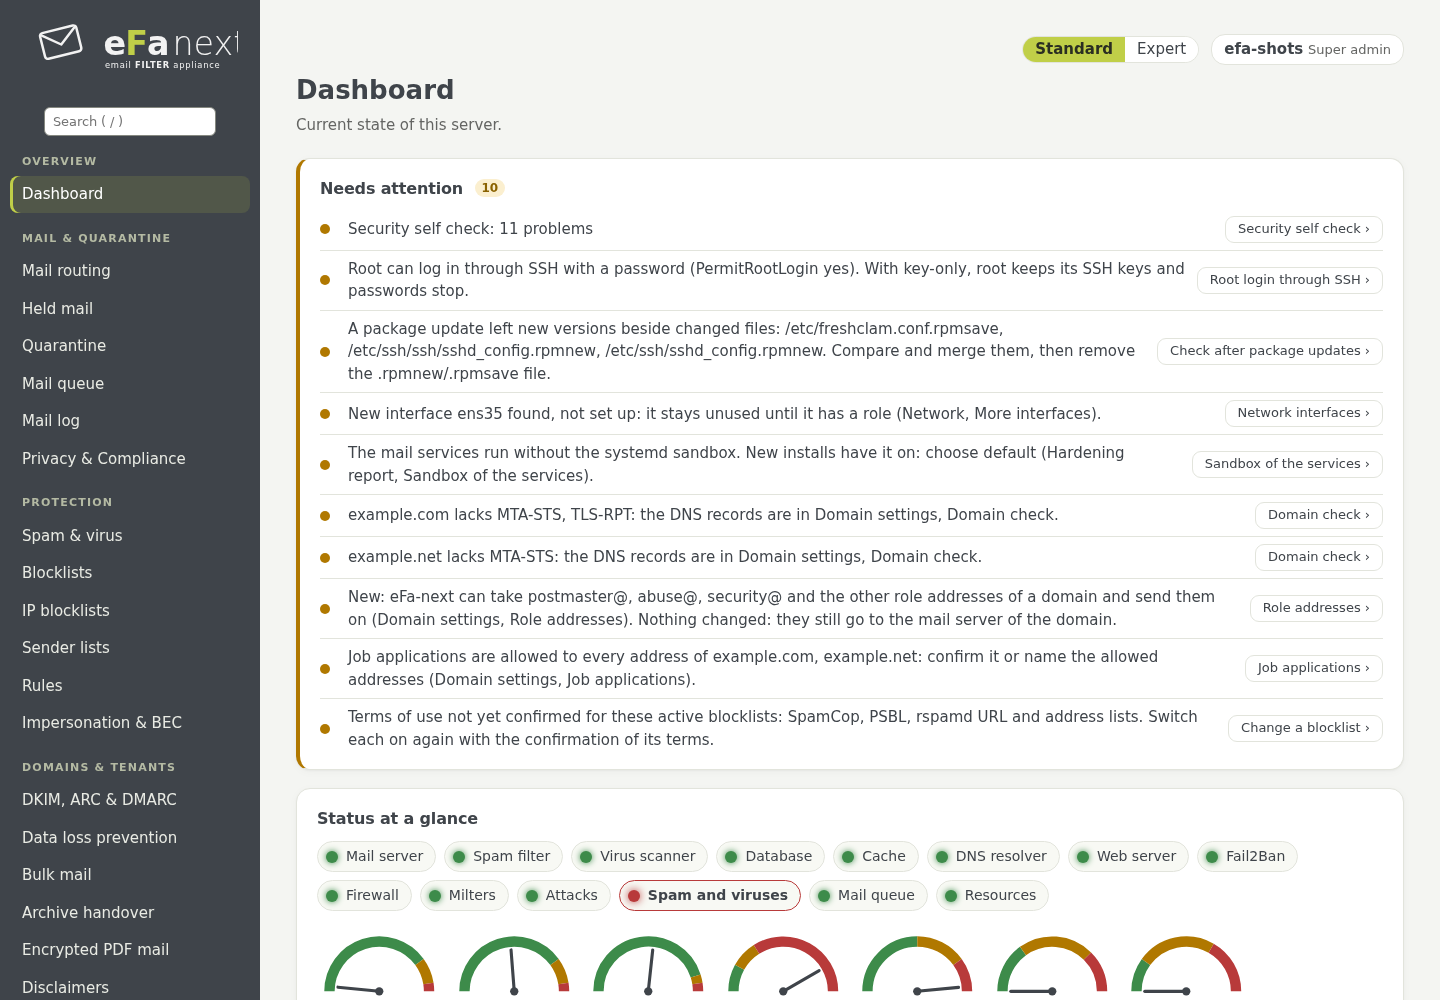 eFa next
email FILTER appliance
Search ( / )
OVERVIEW
Dashboard
MAIL & QUARANTINE
Mail routing
Held mail
Quarantine
Mail queue
Mail log
Privacy & Compliance
PROTECTION
Spam & virus
Blocklists
IP blocklists
Sender lists
Rules
Impersonation & BEC
DOMAINS & TENANTS
DKIM, ARC & DMARC
Data loss prevention
Bulk mail
Archive handover
Encrypted PDF mail
Disclaimers
Standard Expert efa-shots Super admin
Dashboard
Current state of this server.
Needs attention 10
Security self check: 11 problems
Security self check ›
Root can log in through SSH with a password (PermitRootLogin yes). With key-only, root keeps its SSH keys and
passwords stop.
Root login through SSH ›
A package update left new versions beside changed files: /etc/freshclam.conf.rpmsave,
/etc/ssh/ssh/sshd_config.rpmnew, /etc/ssh/sshd_config.rpmnew. Compare and merge them, then remove
the .rpmnew/.rpmsave file.
Check after package updates ›
New interface ens35 found, not set up: it stays unused until it has a role (Network, More interfaces).
Network interfaces ›
The mail services run without the systemd sandbox. New installs have it on: choose default (Hardening
report, Sandbox of the services).
Sandbox of the services ›
example.com lacks MTA-STS, TLS-RPT: the DNS records are in Domain settings, Domain check.
Domain check ›
example.net lacks MTA-STS: the DNS records are in Domain settings, Domain check.
Domain check ›
New: eFa-next can take postmaster@, abuse@, security@ and the other role addresses of a domain and send them
on (Domain settings, Role addresses). Nothing changed: they still go to the mail server of the domain.
Role addresses ›
Job applications are allowed to every address of example.com, example.net: confirm it or name the allowed
addresses (Domain settings, Job applications).
Job applications ›
Terms of use not yet confirmed for these active blocklists: SpamCop, PSBL, rspamd URL and address lists. Switch
each on again with the confirmation of its terms.
Change a blocklist ›
Status at a glance
Mail server Spam filter Virus scanner Database Cache DNS resolver Web server Fail2Ban
Firewall Milters Attacks Spam and viruses Mail queue Resources